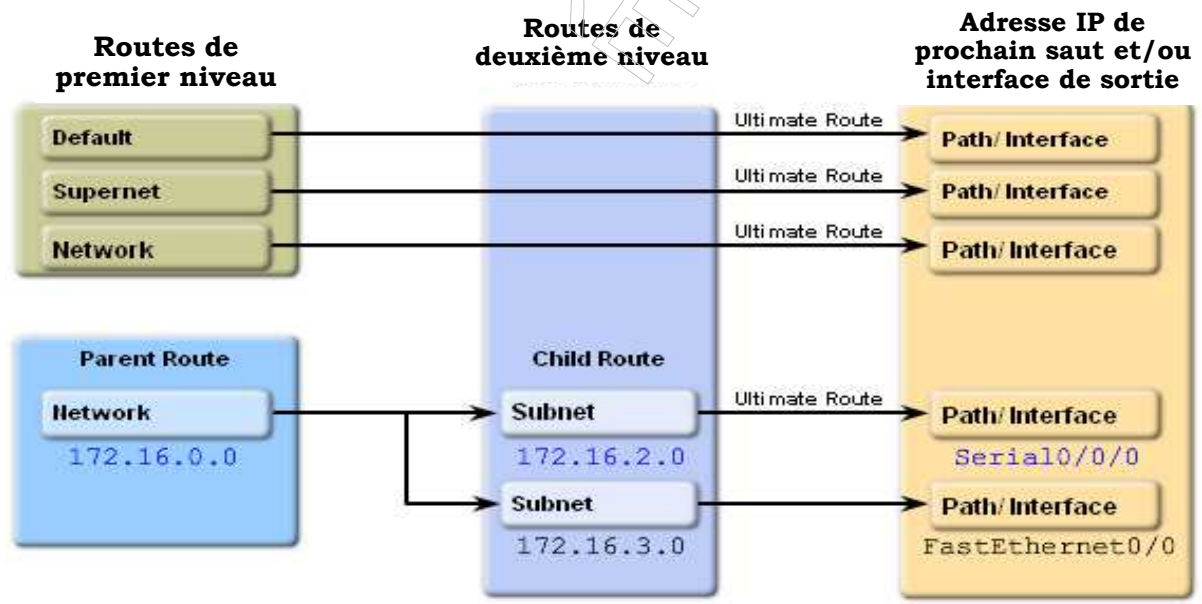 Routes de
premier niveau
Routes de
deuxième niveau
Adresse IP de
prochain saut et/ou
interface de sortie
Default
Ultimate Route
Path/Interface
Supernet
Ultimate Route
Path/Interface
Network
Ultimate Route
Path/Interface
Parent Route
Child Route
Network
Subnet
Ultimate Route
Path/Interface
172.16.0.0
172.16.2.0
Serial0/0/0
Subnet
Path/Interface
172.16.3.0
FastEthernet0/0